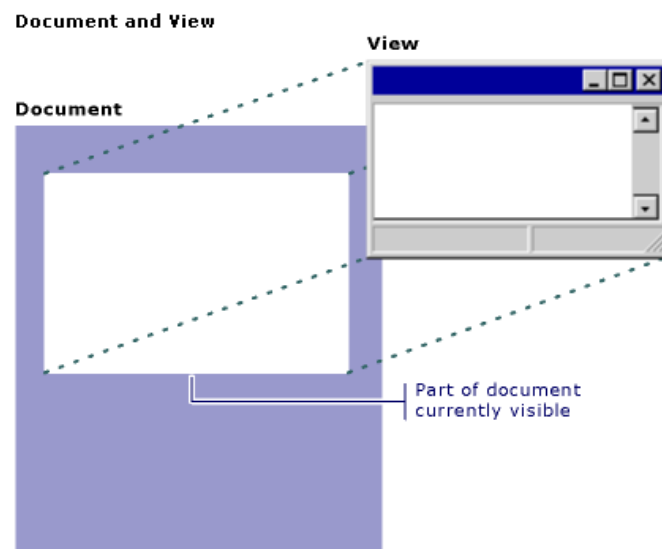 Document and View
View
Document
Part of document
currently visible